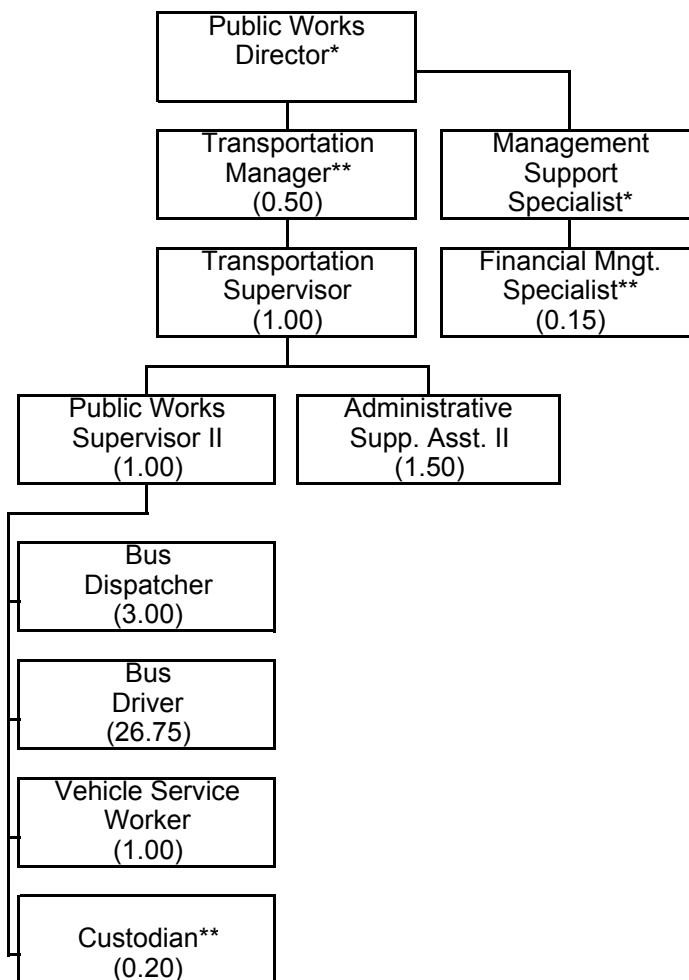 Public Works
Director*
Transportation
Manager**
(0.50)
Management
Support
Specialist*
Transportation
Supervisor
(1.00)
Financial Mngt.
Specialist**
(0.15)
Public Works
Supervisor II
(1.00)
Administrative
Supp. Asst. II
(1.50)
Bus
Dispatcher
(3.00)
Bus
Driver
(26.75)
Vehicle Service
Worker
(1.00)
Custodian**
(0.20)